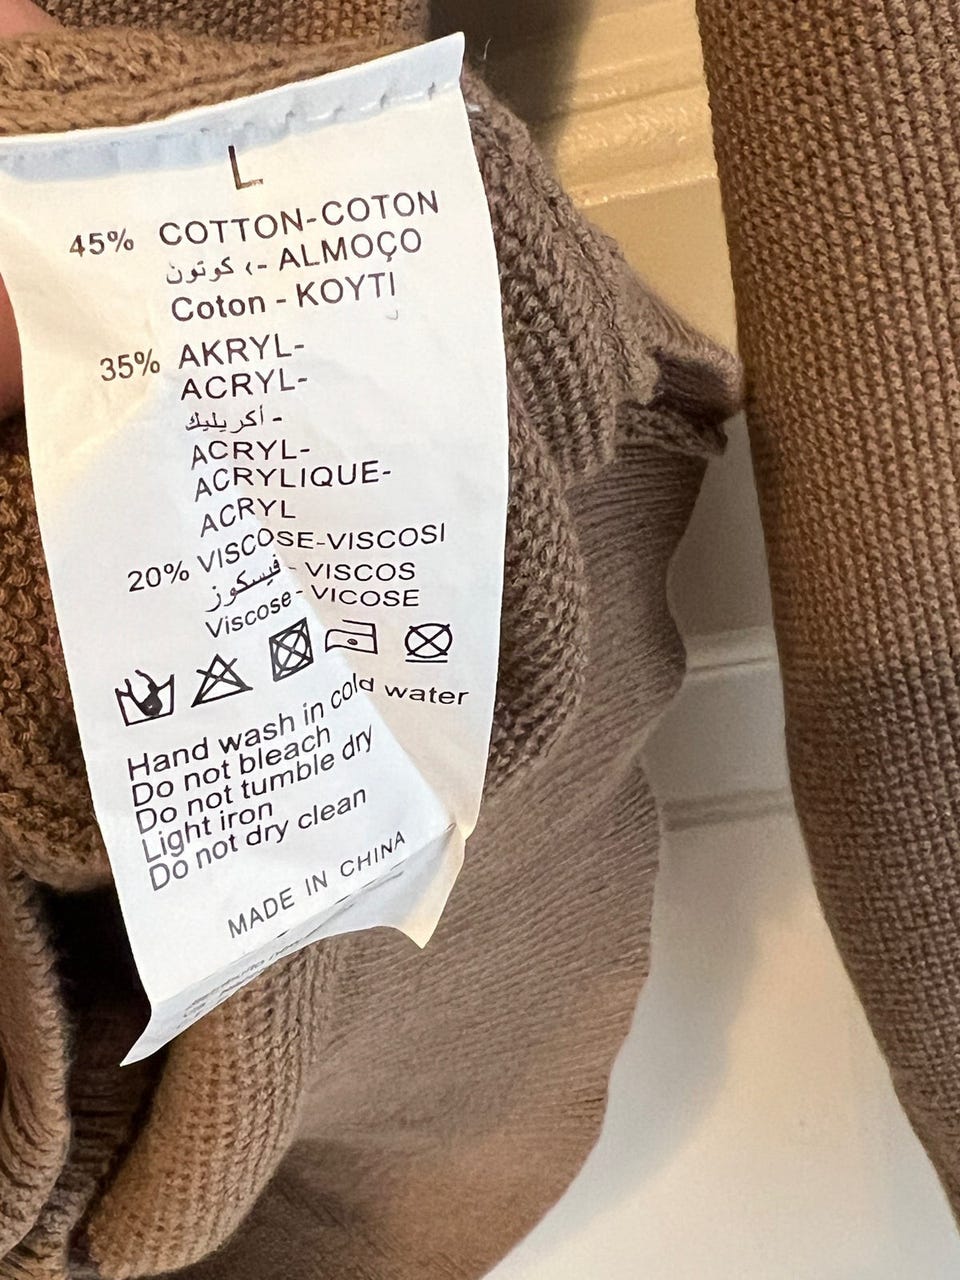 L
45% COTTON-COTON
كوتون ‹- ALMOÇO
Coton - KOYTI
35% AKRYL-
ACRYL-
أكريليك -
ACRYL-
ACRYLIQUE-
ACRYL
20% VISCOSE-VISCOSI
فيسكوز - VISCOS
Viscose- VICOSE
Hand wash in cold water
Do not bleach
Do not tumble dry
Light iron
Do not dry clean
MADE IN CHINA